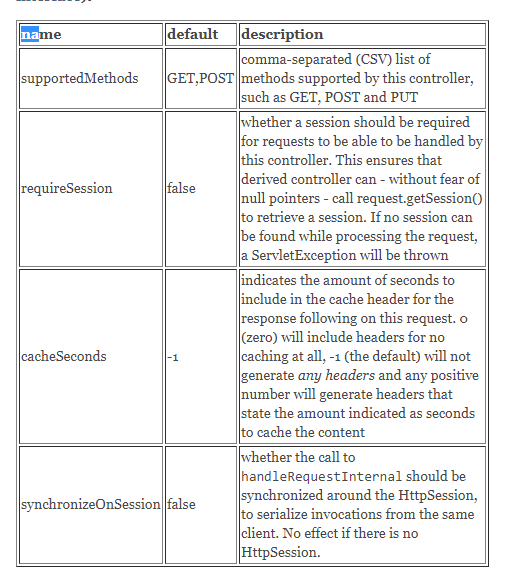 name default description
supportedMethods GET,POST comma-separated (CSV) list of
methods supported by this controller,
such as GET, POST and PUT
requireSession false whether a session should be required
for requests to be able to be handled by
this controller. This ensures that
derived controller can - without fear of
null pointers - call request.getSession()
to retrieve a session. If no session can
be found while processing the request,
a ServletException will be thrown
cacheSeconds -1 indicates the amount of seconds to
include in the cache header for the
response following on this request. 0
(zero) will include headers for no
caching at all, -1 (the default) will not
generate any headers and any positive
number will generate headers that
state the amount indicated as seconds
to cache the content
synchronizeOnSession false whether the call to
handleRequestInternal should be
synchronized around the HttpSession,
to serialize invocations from the same
client. No effect if there is no
HttpSession.